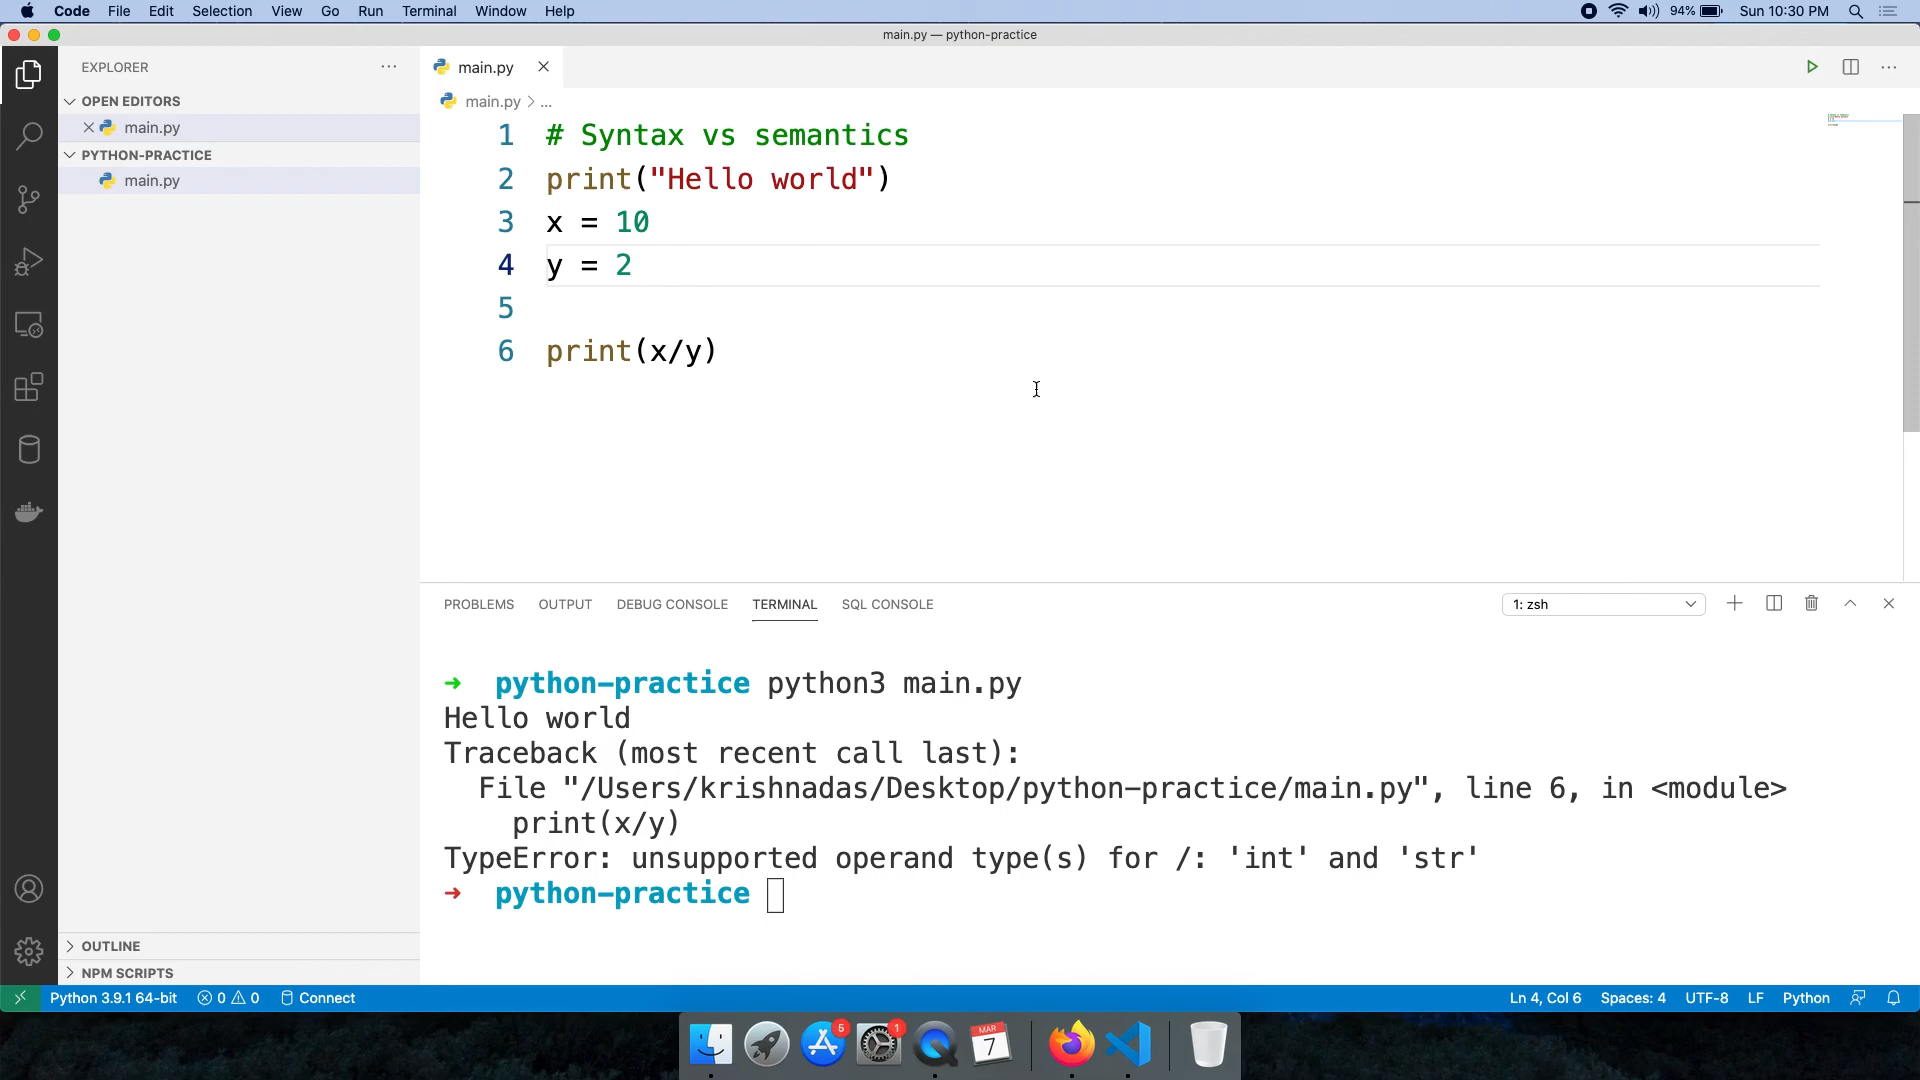 Code File Edit Selection View Go Run Terminal Window Help 94% Sun 10:30 PM
main.py — python-practice
EXPLORER
OPEN EDITORS
main.py
PYTHON-PRACTICE
main.py
OUTLINE
NPM SCRIPTS
main.py
main.py > ...
1 # Syntax vs semantics
2 print("Hello world")
3 x = 10
4 y = 2
5
6 print(x/y)
PROBLEMS OUTPUT DEBUG CONSOLE TERMINAL SQL CONSOLE 1: zsh
→ python-practice python3 main.py
Hello world
Traceback (most recent call last):
File "/Users/krishnadas/Desktop/python-practice/main.py", line 6, in <module>
print(x/y)
TypeError: unsupported operand type(s) for /: 'int' and 'str'
→ python-practice
Python 3.9.1 64-bit 0 0 Connect Ln 4, Col 6 Spaces: 4 UTF-8 LF Python
5 1 MAR 7